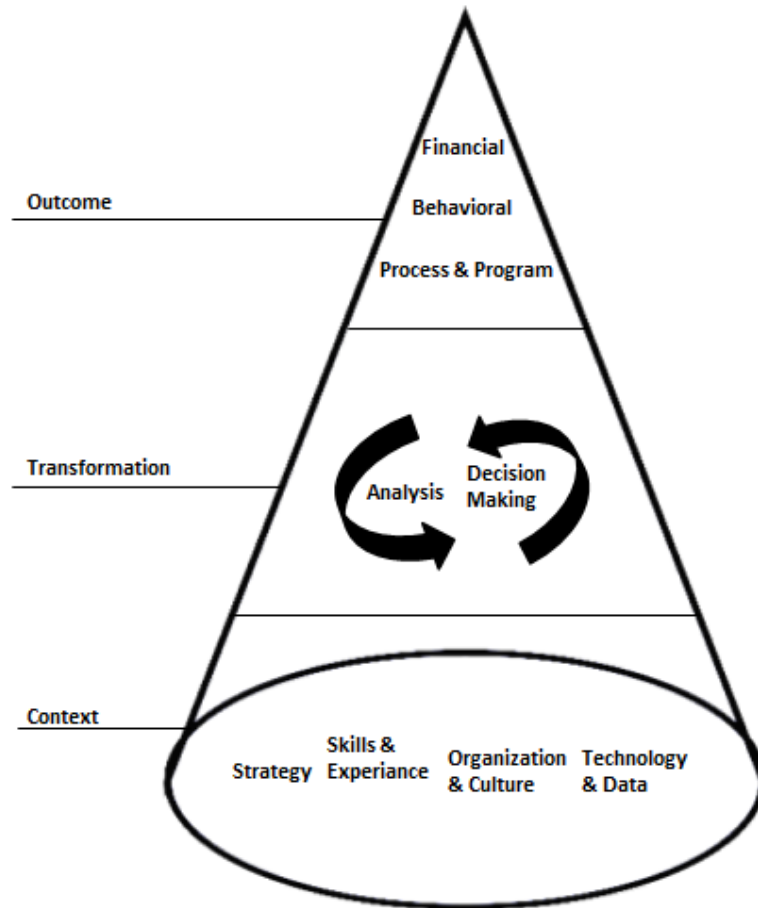 Financial
Outcome
Behavioral
Process & Program
Transformation
Analysis
Decision
Making
Context
Strategy
Skills &
Experiance
Organization
& Culture
Technology
& Data